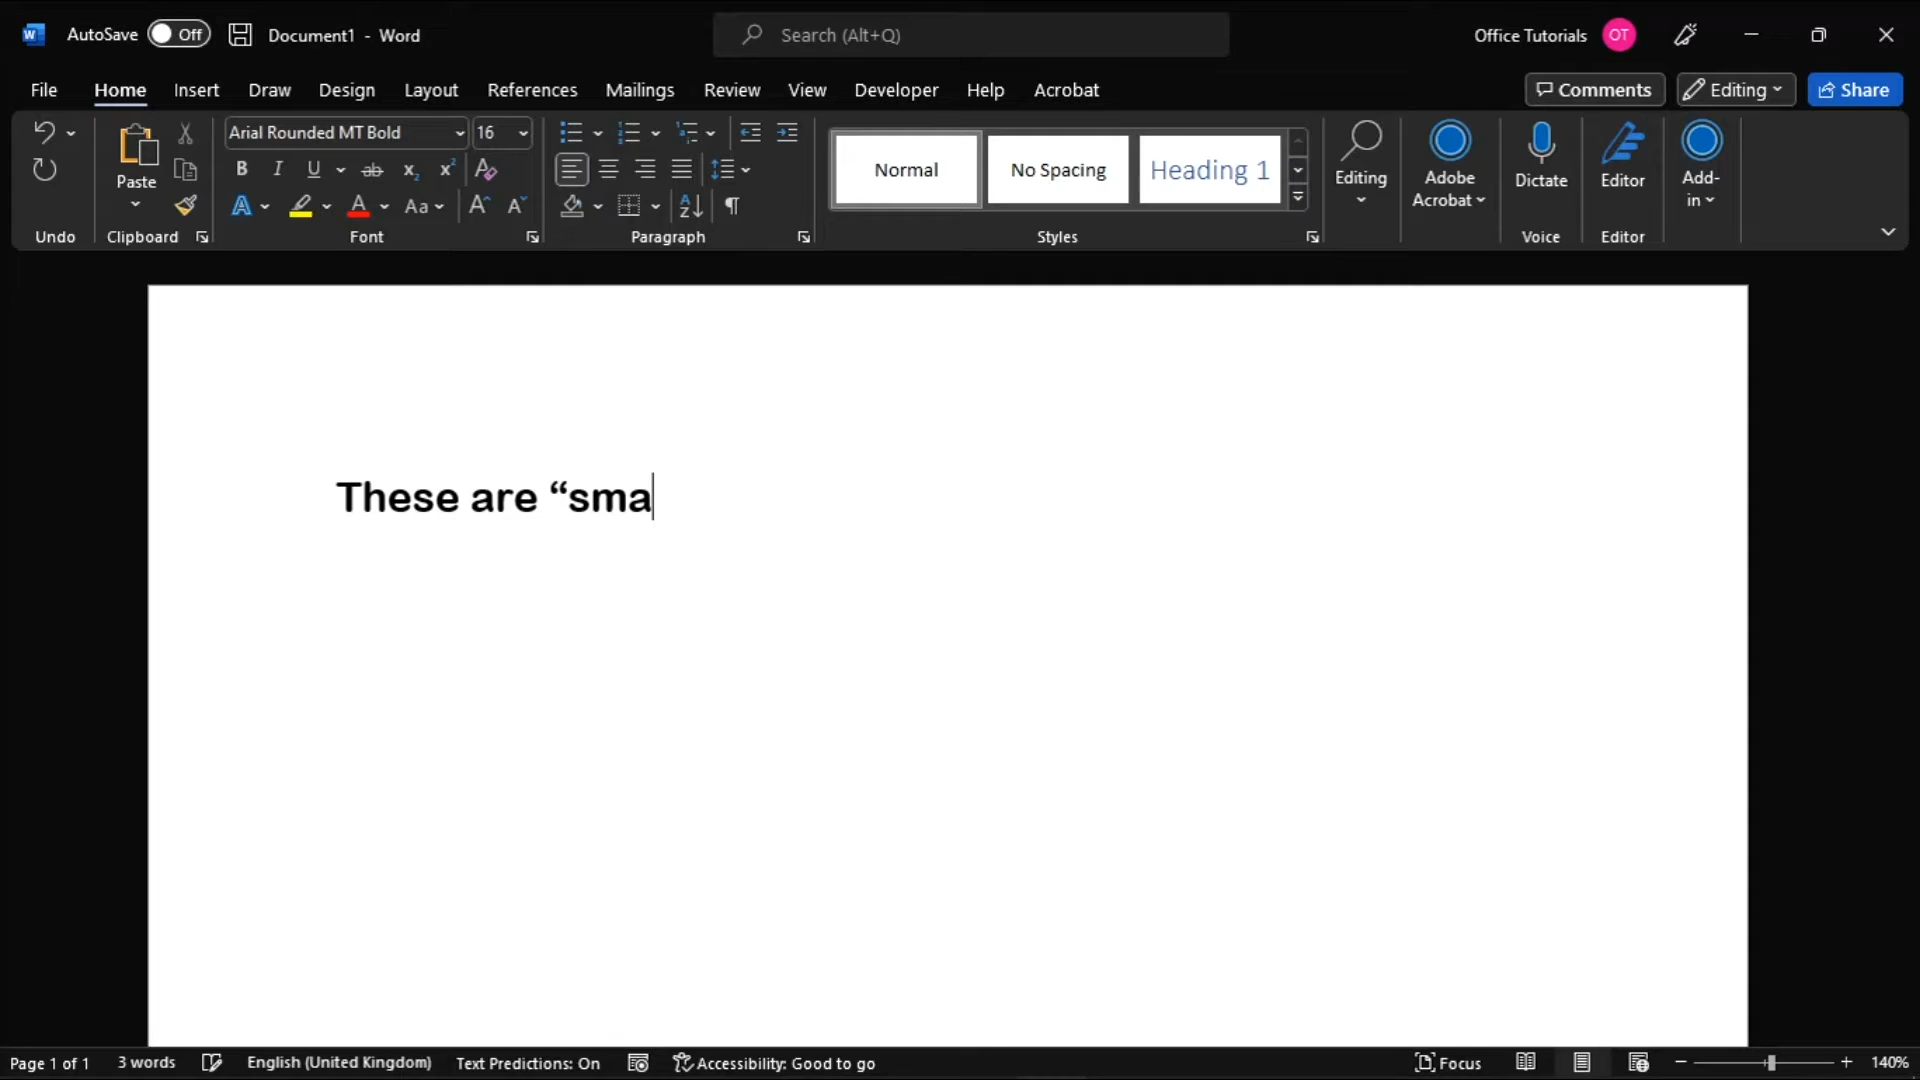 AutoSave Off Document1 - Word Search (Alt+Q) Office Tutorials OT
File Home Insert Draw Design Layout References Mailings Review View Developer Help Acrobat Comments Editing Share
Arial Rounded MT Bold 16
Paste
Normal No Spacing Heading 1
Editing
Adobe Acrobat
Dictate
Editor
Add-in
Undo Clipboard Font Paragraph Styles Voice Editor
These are “sma
Page 1 of 1 3 words English (United Kingdom) Text Predictions: On Accessibility: Good to go Focus 140%